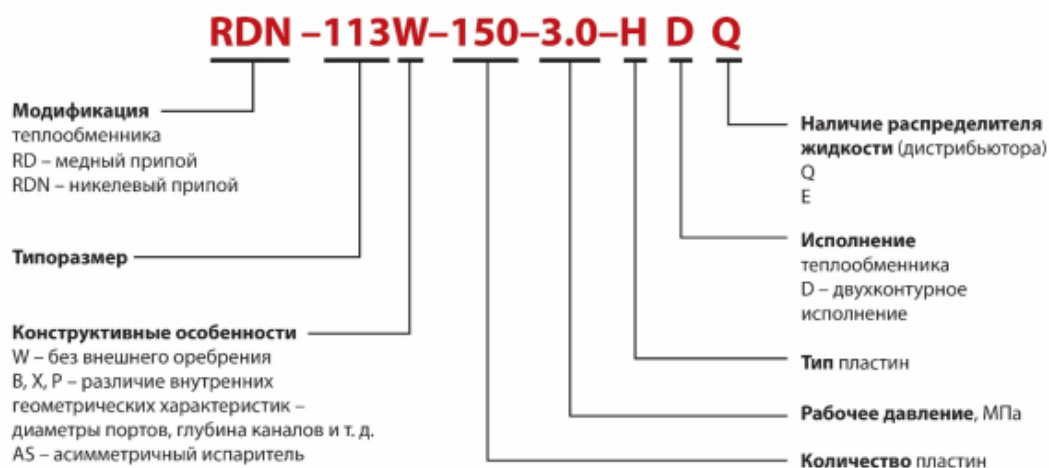 RDN –113W–150–3.0–H D Q
Модификация
теплообменника
RD – медный припой
RDN – никелевый припой
Типоразмер
Конструктивные особенности
W – без внешнего оребрения
B, X, P – различие внутренних
геометрических характеристик –
диаметры портов, глубина каналов и т. д.
AS – асимметричный испаритель
Наличие распределителя
жидкости (дистрибьютора)
Q
E
Исполнение
теплообменника
D – двухконтурное
исполнение
Тип пластин
Рабочее давление, МПа
Количество пластин